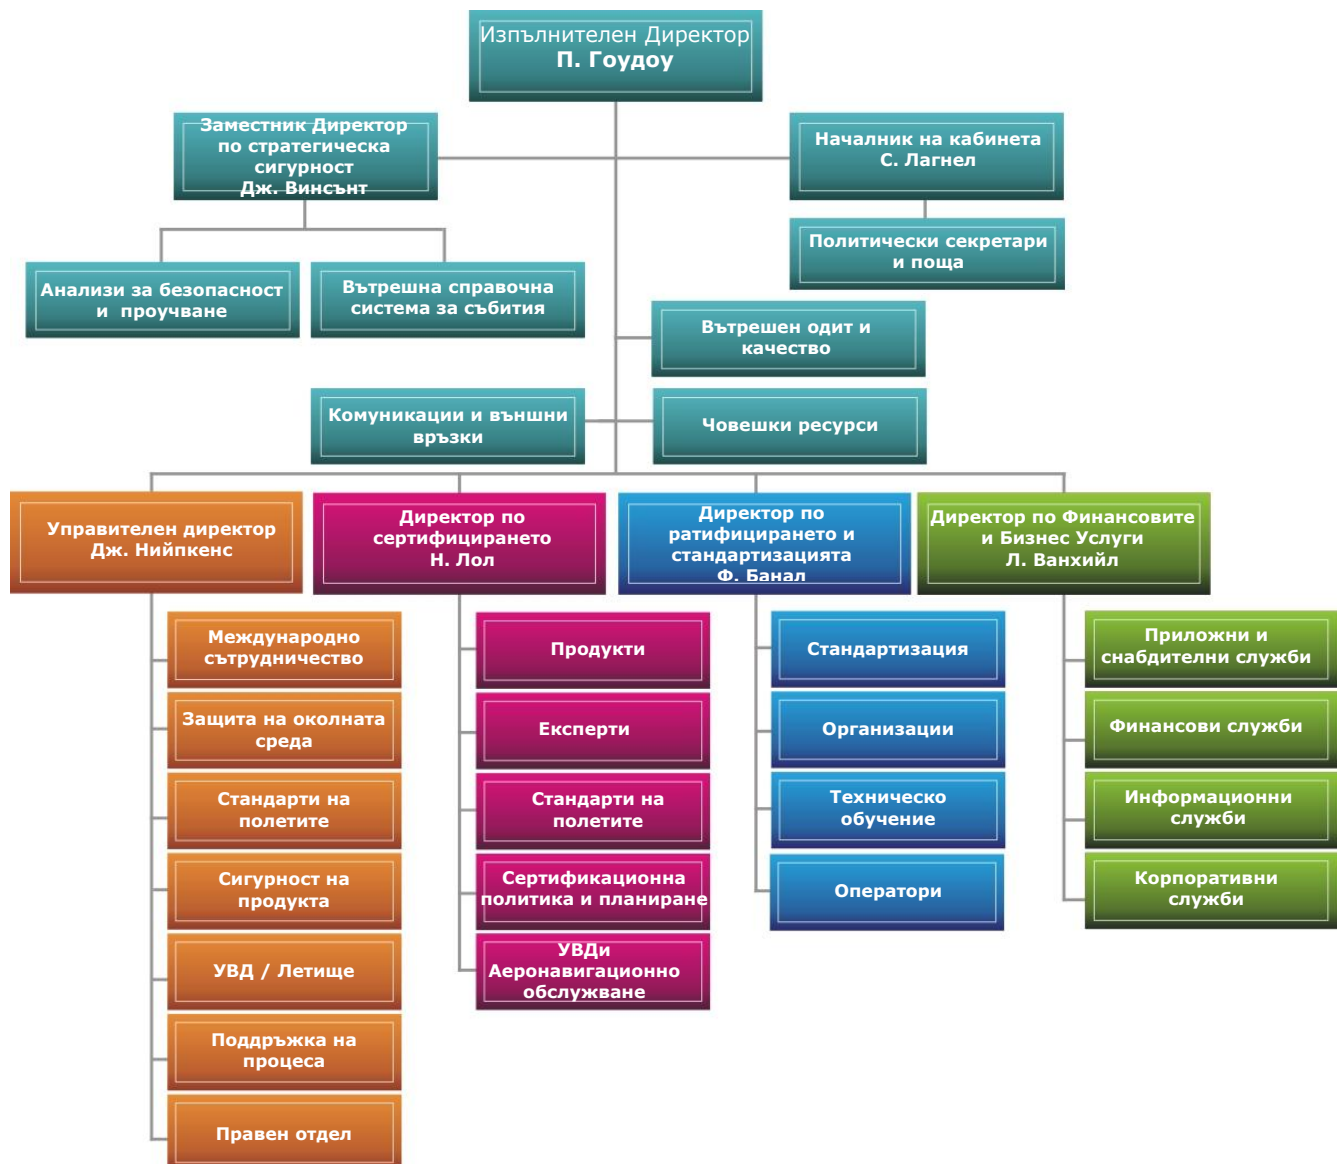 Изпълнителен Директор
П. Гоудоу
Заместник Директор
по стратегическа
сигурност
Дж. Винсънт
Началник на кабинета
С. Лагнел
Политически секретари
и поща
Анализи за безопасност
и проучване
Вътрешна справочна
система за събития
Вътрешен одит и
качество
Комуникации и външни
връзки
Човешки ресурси
Управителен директор
Дж. Нийпкенс
Директор по
сертифицирането
Н. Лол
Директор по
ратифицирането и
стандартизацията
Ф. Банал
Директор по Финансовите
и Бизнес Услуги
Л. Ванхийл
Международно
сътрудничество
Защита на околната
среда
Стандарти на
полетите
Сигурност на
продукта
УВД / Летище
Поддръжка на
процеса
Правен отдел
Продукти
Експерти
Стандарти на
полетите
Сертификационна
политика и планиране
УВДи
Аеронавигационно
обслужване
Стандартизация
Организации
Техническо
обучение
Оператори
Приложни и
снабдителни служби
Финансови служби
Информационни
служби
Корпоративни
служби